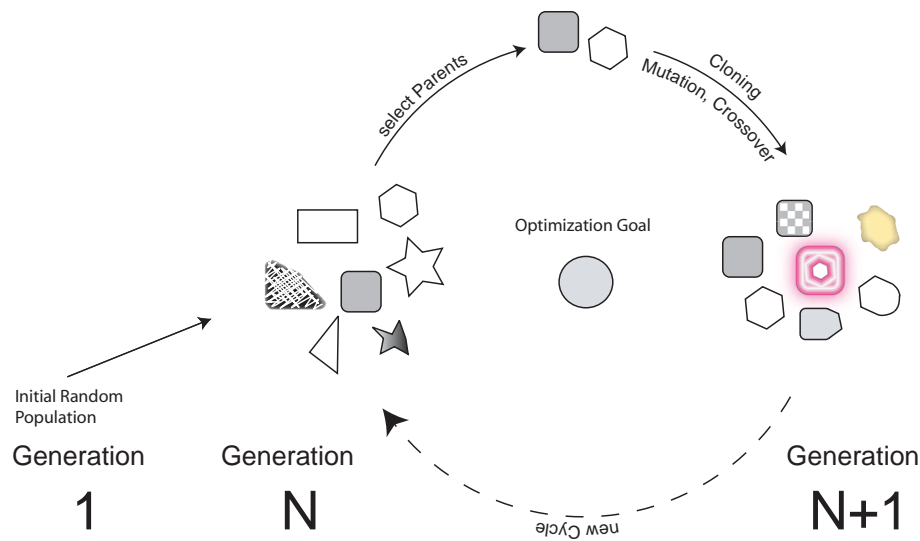 select Parents
Cloning
Mutation, Crossover
Optimization Goal
Initial Random
Population
Generation
1
Generation
N
Generation
N+1
new Cycle